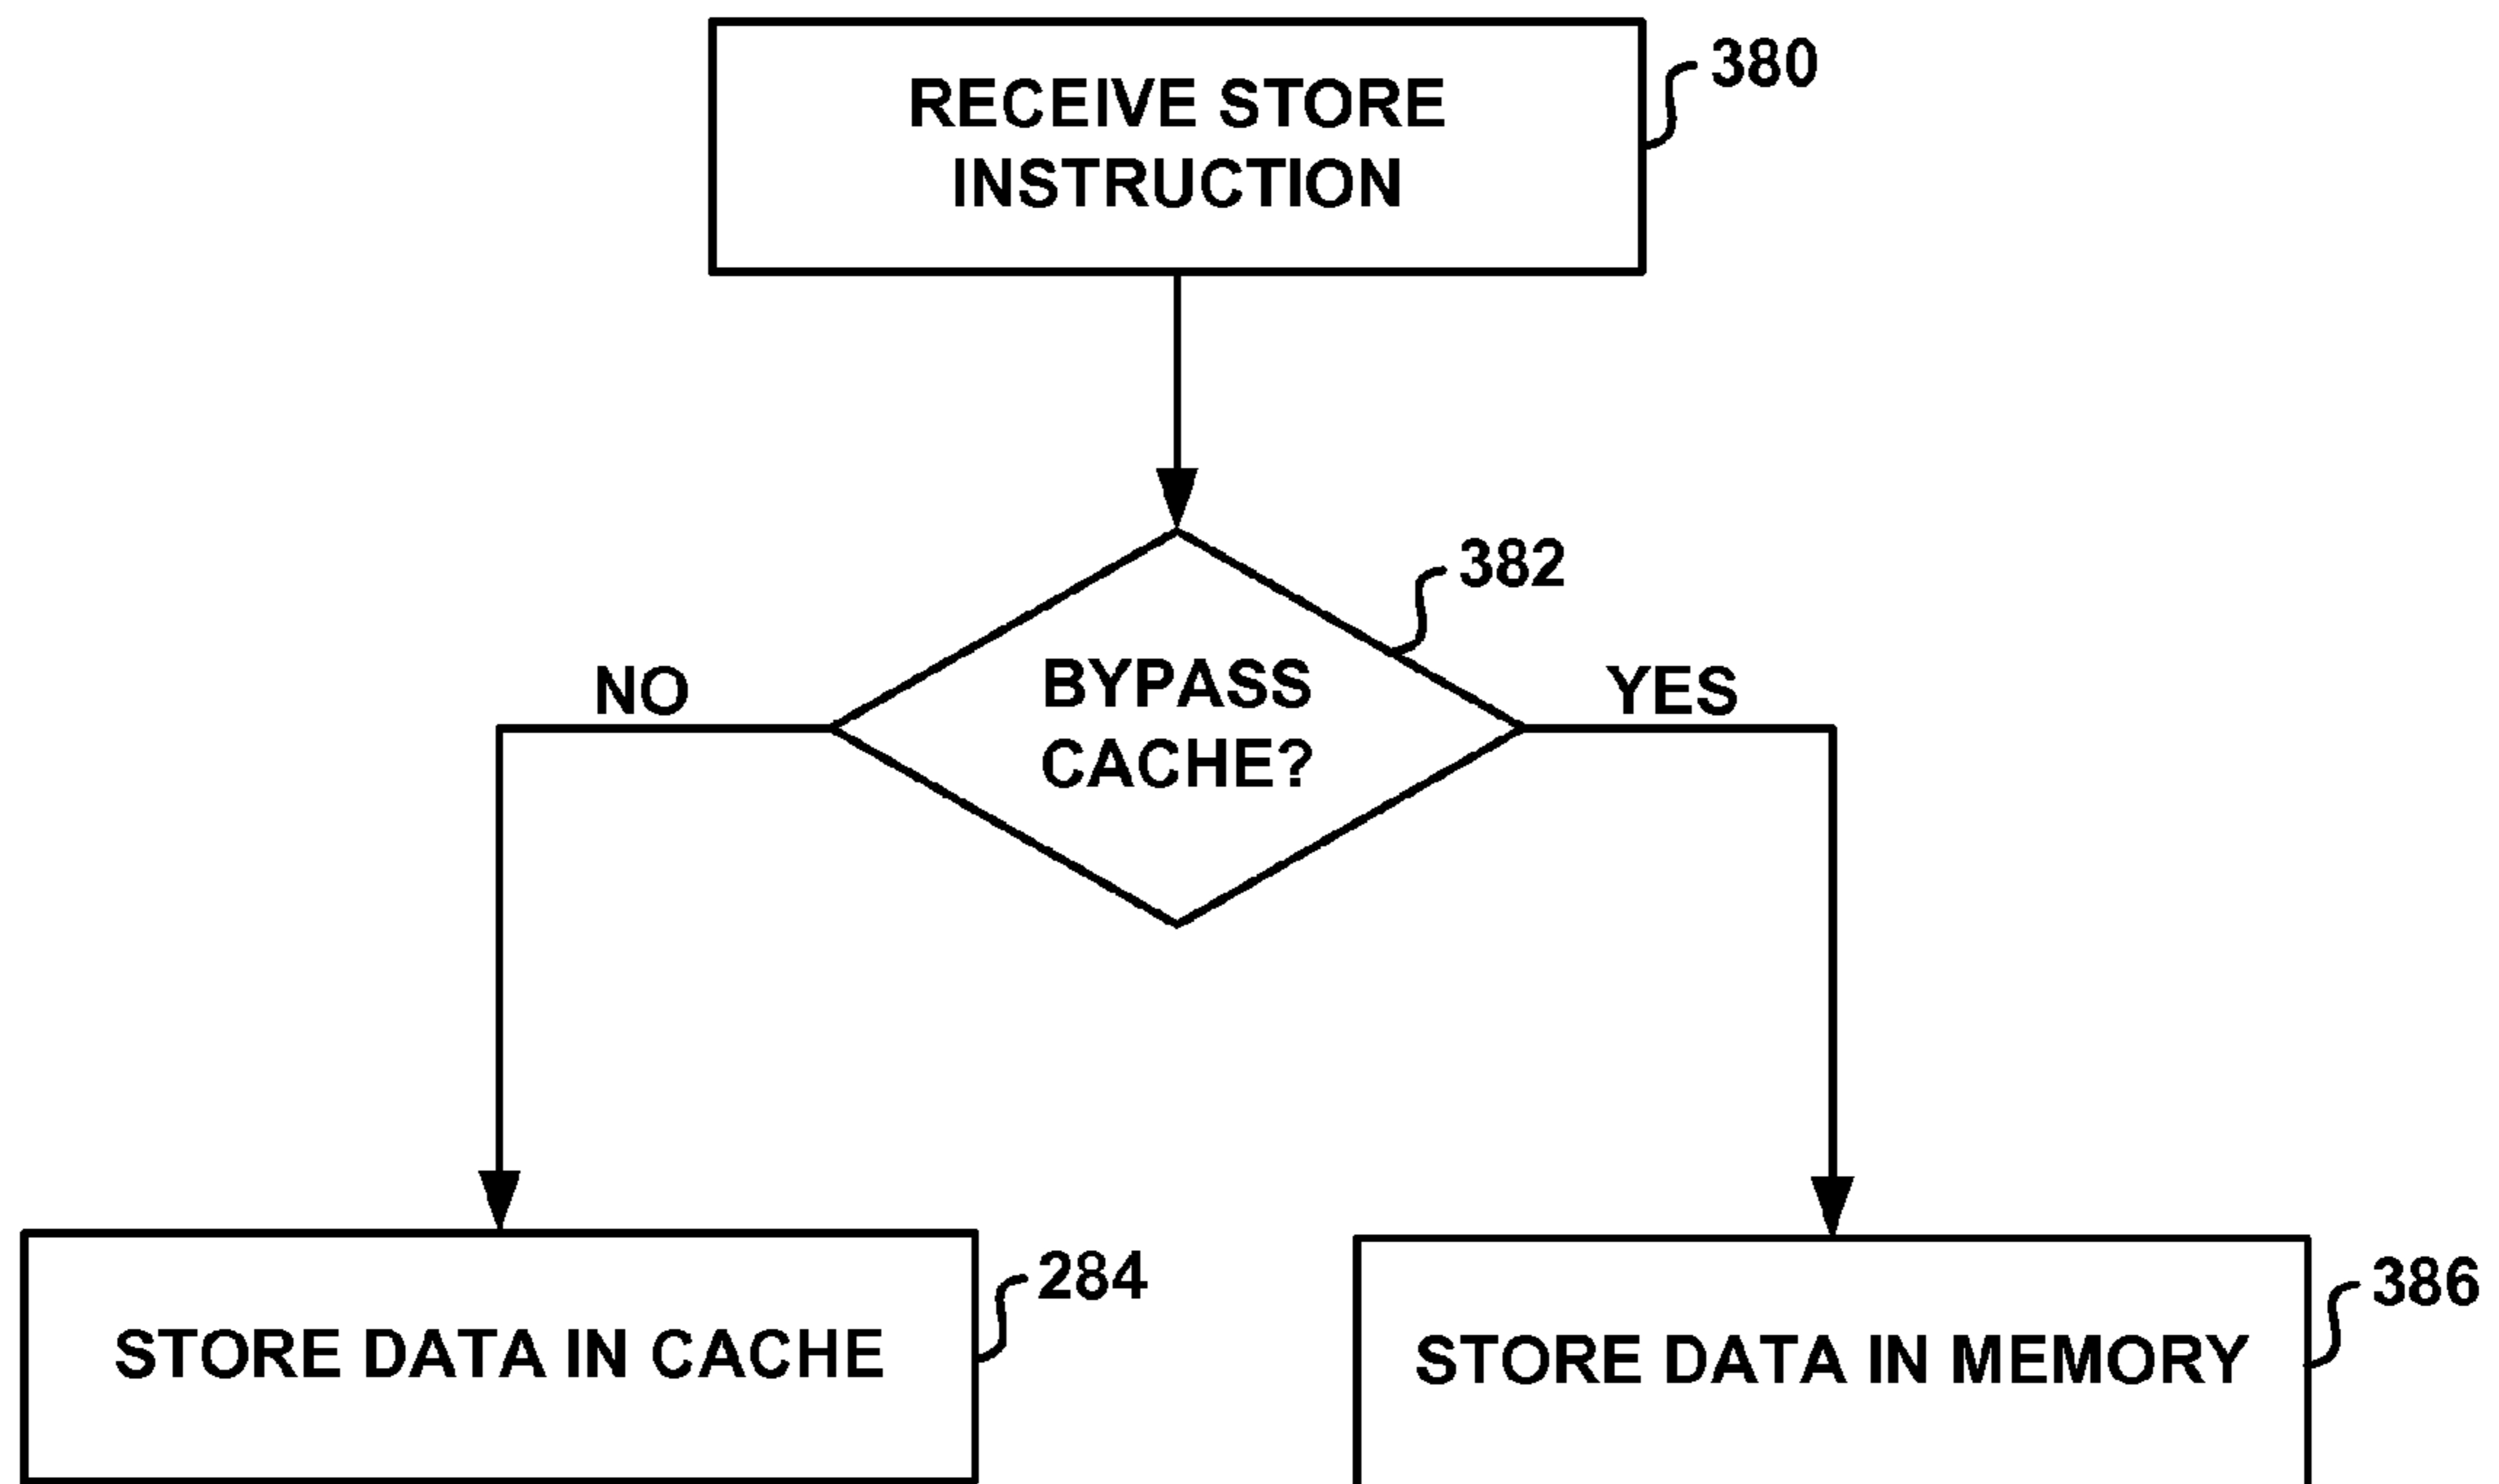 RECEIVE STORE
INSTRUCTION
380
382
BYPASS
CACHE?
NO
YES
STORE DATA IN CACHE
284
STORE DATA IN MEMORY
386